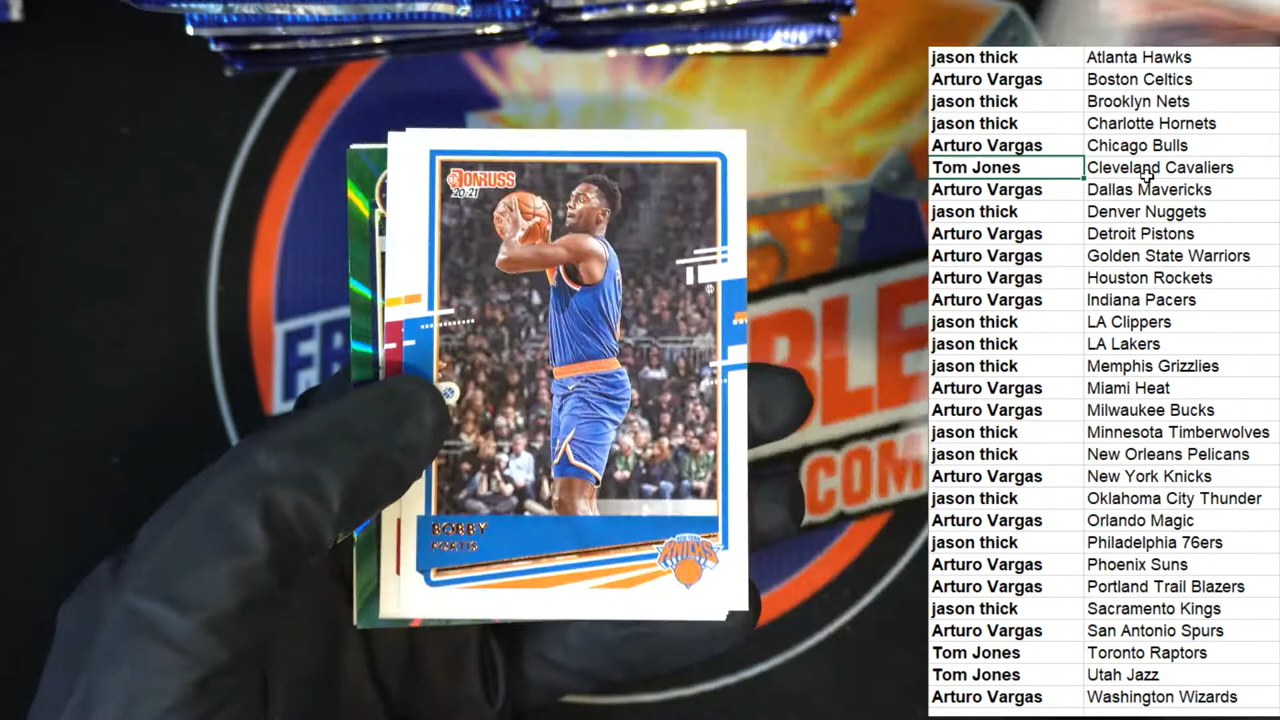 DONRUSS
20-21
BOBBY
PORTIS
NEW YORK
KNICKS
BLE
COM
jason thick Atlanta Hawks
Arturo Vargas Boston Celtics
jason thick Brooklyn Nets
jason thick Charlotte Hornets
Arturo Vargas Chicago Bulls
Tom Jones Cleveland Cavaliers
Arturo Vargas Dallas Mavericks
jason thick Denver Nuggets
Arturo Vargas Detroit Pistons
Arturo Vargas Golden State Warriors
Arturo Vargas Houston Rockets
Arturo Vargas Indiana Pacers
jason thick LA Clippers
jason thick LA Lakers
jason thick Memphis Grizzlies
Arturo Vargas Miami Heat
Arturo Vargas Milwaukee Bucks
jason thick Minnesota Timberwolves
jason thick New Orleans Pelicans
Arturo Vargas New York Knicks
jason thick Oklahoma City Thunder
Arturo Vargas Orlando Magic
jason thick Philadelphia 76ers
Arturo Vargas Phoenix Suns
Arturo Vargas Portland Trail Blazers
jason thick Sacramento Kings
Arturo Vargas San Antonio Spurs
Tom Jones Toronto Raptors
Tom Jones Utah Jazz
Arturo Vargas Washington Wizards